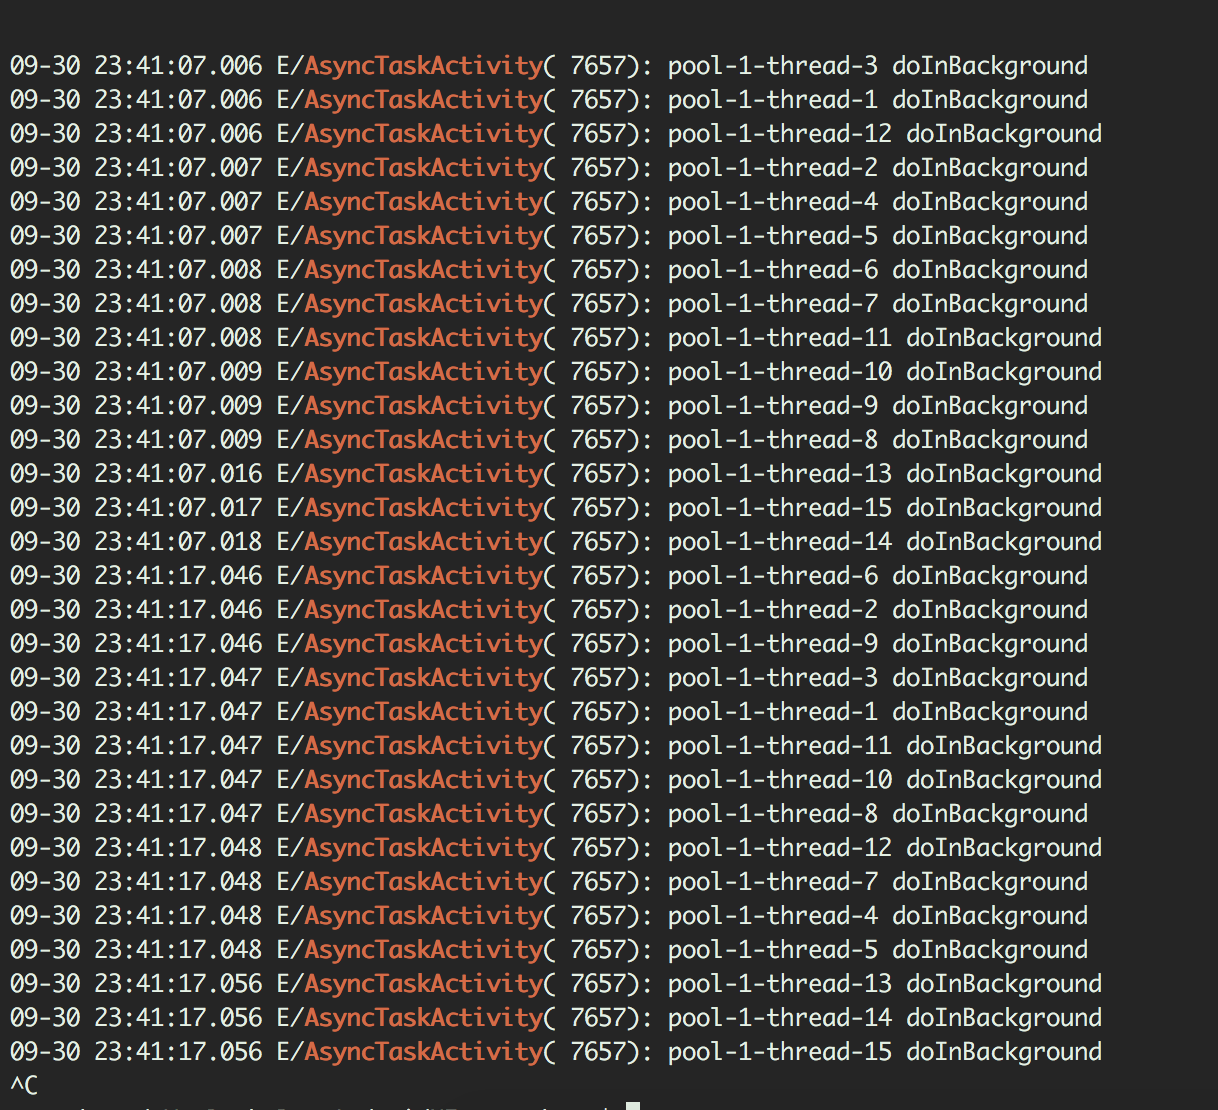 09-30 23:41:07.006 E/AsyncTaskActivity( 7657): pool-1-thread-3 doInBackground
09-30 23:41:07.006 E/AsyncTaskActivity( 7657): pool-1-thread-1 doInBackground
09-30 23:41:07.006 E/AsyncTaskActivity( 7657): pool-1-thread-12 doInBackground
09-30 23:41:07.007 E/AsyncTaskActivity( 7657): pool-1-thread-2 doInBackground
09-30 23:41:07.007 E/AsyncTaskActivity( 7657): pool-1-thread-4 doInBackground
09-30 23:41:07.007 E/AsyncTaskActivity( 7657): pool-1-thread-5 doInBackground
09-30 23:41:07.008 E/AsyncTaskActivity( 7657): pool-1-thread-6 doInBackground
09-30 23:41:07.008 E/AsyncTaskActivity( 7657): pool-1-thread-7 doInBackground
09-30 23:41:07.008 E/AsyncTaskActivity( 7657): pool-1-thread-11 doInBackground
09-30 23:41:07.009 E/AsyncTaskActivity( 7657): pool-1-thread-10 doInBackground
09-30 23:41:07.009 E/AsyncTaskActivity( 7657): pool-1-thread-9 doInBackground
09-30 23:41:07.009 E/AsyncTaskActivity( 7657): pool-1-thread-8 doInBackground
09-30 23:41:07.016 E/AsyncTaskActivity( 7657): pool-1-thread-13 doInBackground
09-30 23:41:07.017 E/AsyncTaskActivity( 7657): pool-1-thread-15 doInBackground
09-30 23:41:07.018 E/AsyncTaskActivity( 7657): pool-1-thread-14 doInBackground
09-30 23:41:17.046 E/AsyncTaskActivity( 7657): pool-1-thread-6 doInBackground
09-30 23:41:17.046 E/AsyncTaskActivity( 7657): pool-1-thread-2 doInBackground
09-30 23:41:17.046 E/AsyncTaskActivity( 7657): pool-1-thread-9 doInBackground
09-30 23:41:17.047 E/AsyncTaskActivity( 7657): pool-1-thread-3 doInBackground
09-30 23:41:17.047 E/AsyncTaskActivity( 7657): pool-1-thread-1 doInBackground
09-30 23:41:17.047 E/AsyncTaskActivity( 7657): pool-1-thread-11 doInBackground
09-30 23:41:17.047 E/AsyncTaskActivity( 7657): pool-1-thread-10 doInBackground
09-30 23:41:17.047 E/AsyncTaskActivity( 7657): pool-1-thread-8 doInBackground
09-30 23:41:17.048 E/AsyncTaskActivity( 7657): pool-1-thread-12 doInBackground
09-30 23:41:17.048 E/AsyncTaskActivity( 7657): pool-1-thread-7 doInBackground
09-30 23:41:17.048 E/AsyncTaskActivity( 7657): pool-1-thread-4 doInBackground
09-30 23:41:17.048 E/AsyncTaskActivity( 7657): pool-1-thread-5 doInBackground
09-30 23:41:17.056 E/AsyncTaskActivity( 7657): pool-1-thread-13 doInBackground
09-30 23:41:17.056 E/AsyncTaskActivity( 7657): pool-1-thread-14 doInBackground
09-30 23:41:17.056 E/AsyncTaskActivity( 7657): pool-1-thread-15 doInBackground
^C